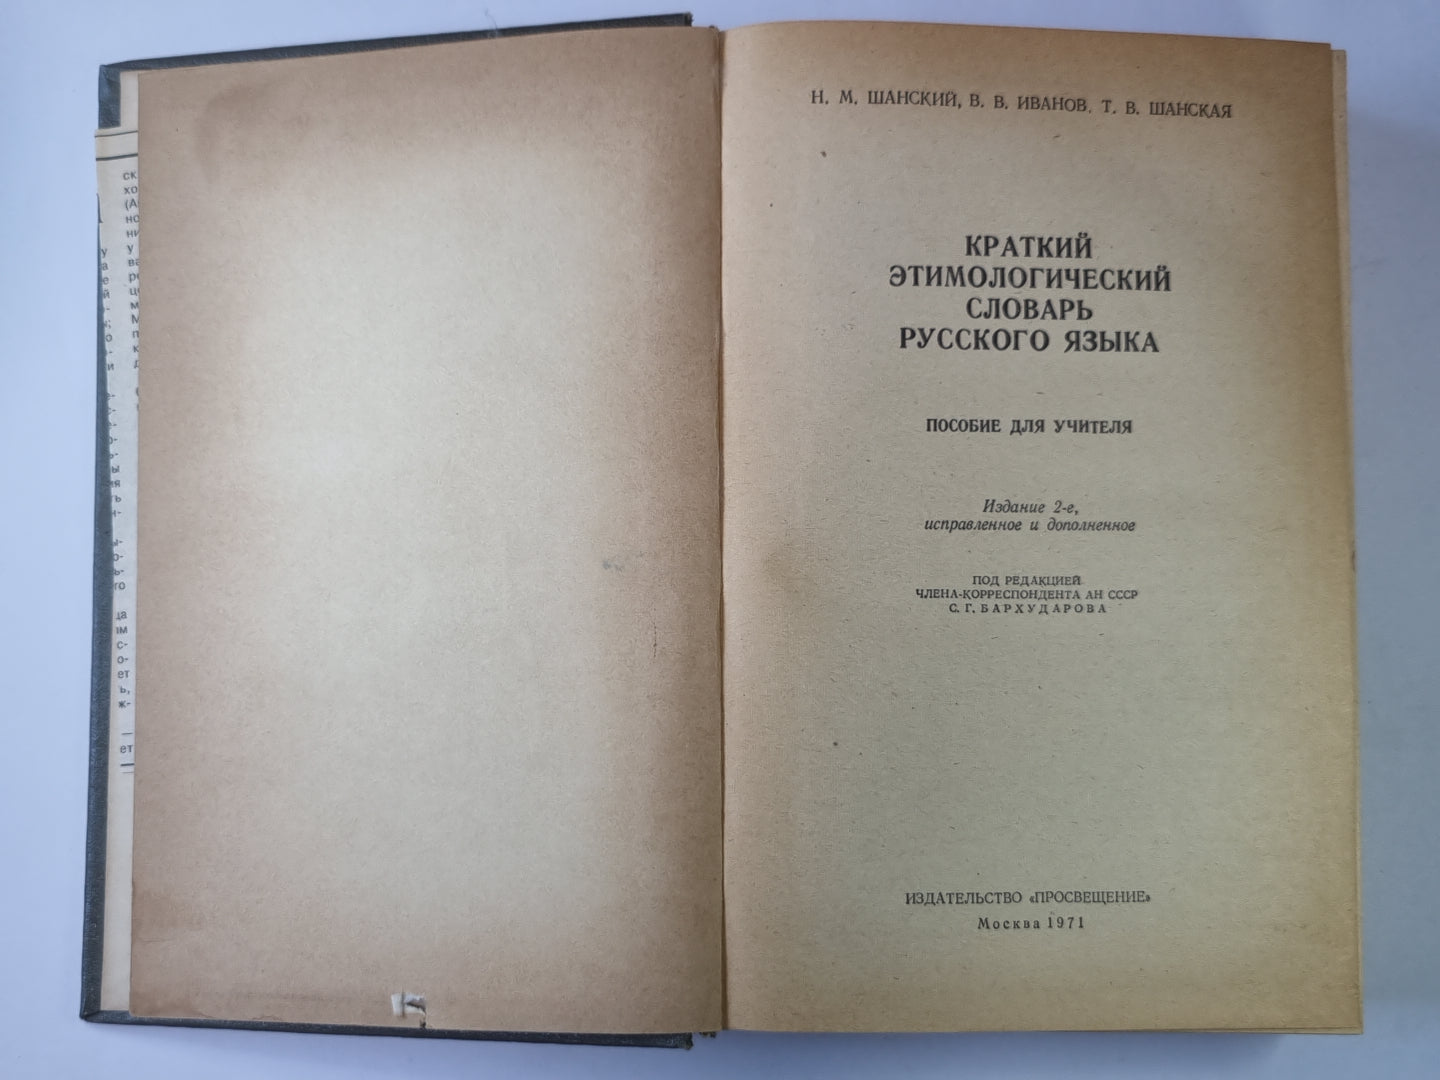 Н. М. ШАНСКИЙ, В. В. ИВАНОВ, Т. В. ШАНСКАЯ
КРАТКИЙ
ЭТИМОЛОГИЧЕСКИЙ
СЛОВАРЬ
РУССКОГО ЯЗЫКА
ПОСОБИЕ ДЛЯ УЧИТЕЛЯ
Издание 2-е,
исправленное и дополненное
ПОД РЕДАКЦИЕЙ
ЧЛЕНА-КОРРЕСПОНДЕНТА АН СССР
С. Г. БАРХУДАРОВА
ИЗДАТЕЛЬСТВО «ПРОСВЕЩЕНИЕ»
Москва 1971